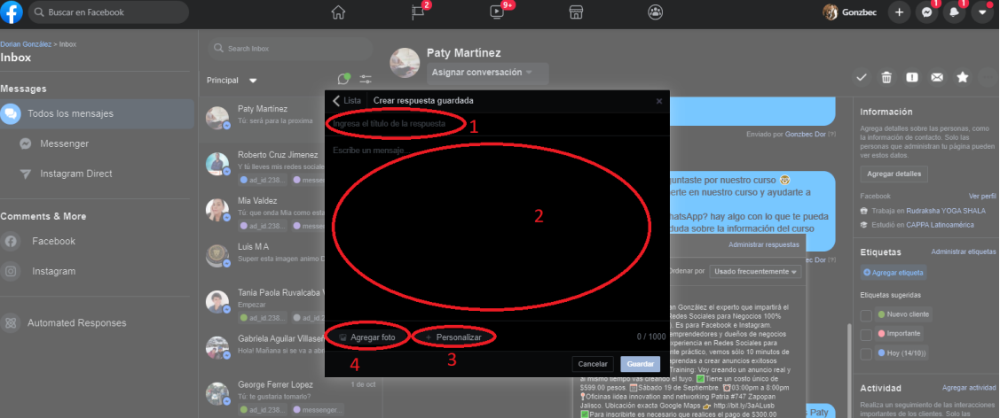 Buscar en Facebook
2
9+
Gonzbec
1
1
Dorian González > Inbox
Inbox
Messages
Todos los mensajes
Messenger
Instagram Direct
Comments & More
Facebook
Instagram
Automated Responses
Search Inbox
Principal
Paty Martínez
Tú: será para la proxima
Roberto Cruz Jimenez
Y tú lleves mis redes sociale
ad_id.238...
messe
Mía Valdez
Tú: que onda Mia como esta
ad_id.238...
messe
Luis M A
Superr esta imagen animo D
Tania Paola Ruvalcaba V
Empezar
ad_id.238...
ad_id.23
Gabriela Aguilar Villaseñ
Hola! Mañana si se va a abr
George Ferrer Lopez
1 de oct
Tú: te gustaria tomarlo?
ad_id.238...
messenger...
Paty Martinez
Asignar conversación
Lista
Crear respuesta guardada
×
Ingresa el título de la respuesta
1
Escribe un mensaje...
2
Agregar foto
+ Personalizar
0 / 1000
4
3
Cancelar
Guardar
Enviado por Gonzbec Dor [?]
guntaste por nuestro curso
erte en nuestro curso y ayudarte a
hatsApp? hay algo con lo que te pueda
duda sobre la información del curso
ec Dor [?]
Administrar respuestas
Ordenar por
Usado frecuentemente
an González el experto que impartirá el
Redes Sociales para Negocios 100%
. Es para Facebook e Instagram.
emprendedores y dueños de negocios
xperiencia en Redes Sociales para
nte práctico, vemos sólo 10 minutos de
prendas a crear anuncios exitosos
Training: Voy creando un anuncio real y
al mismo tiempo vas creando el tuyo. Tiene un costo único de
$599.00 pesos. Sábado 19 de Septiembre. 03:00pm a 8:00pm
Oficinas idea innovation and networking Patria #747 Zapopan
Jalisco. Ubicación exacta Google Maps http://bit.ly/3aALusb
Para inscribirte es necesario que realices el pago de $300.00
s Paty
Información
Agrega detalles sobre las personas, como
la información de contacto. Solo las
personas que administran tu página pueden
ver estos datos.
Agregar detalles
Facebook
Ver perfil
Trabaja en Rudraksha YOGA SHALA
Estudió en CAPPA Latinoamérica
Etiquetas
Administrar etiquetas
Agregar etiqueta
Etiquetas sugeridas
Nuevo cliente
Importante
Hoy (14/10))
Actividad
Agregar actividad
Realiza un seguimiento de las interacciones
importantes de los clientes. Solo las